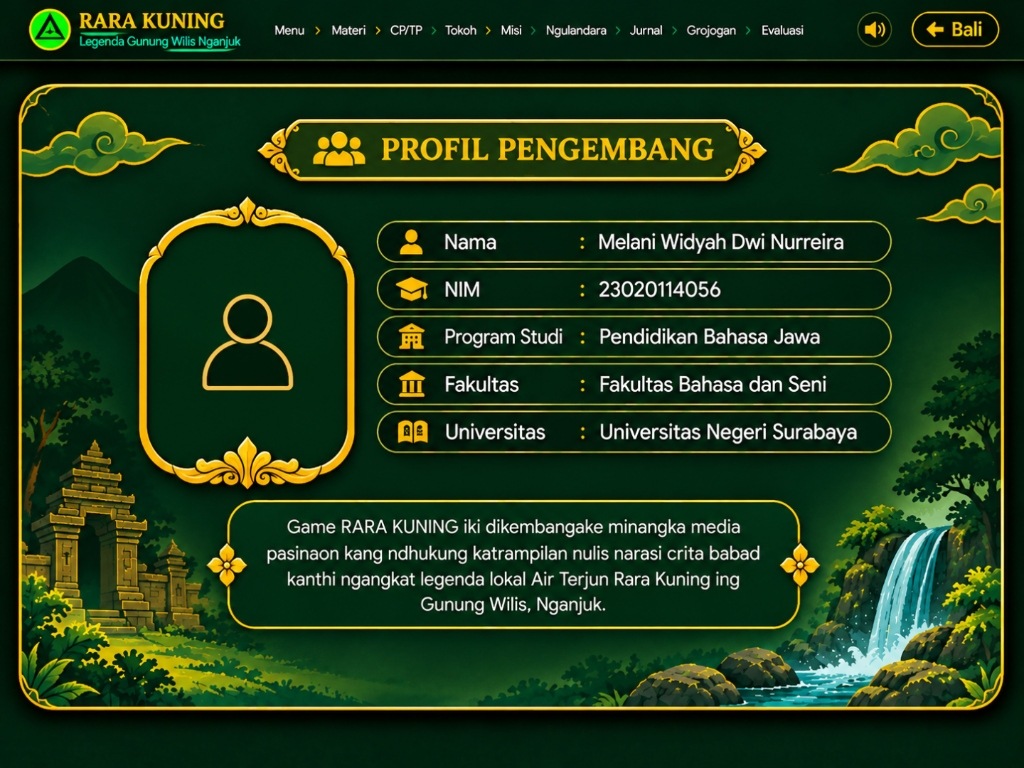 RARA KUNING
Legenda Gunung Wilis Nganjuk
Menu > Materi > CP/TP > Tokoh > Misi > Ngulandara > Jurnal > Grojogan > Evaluasi
Bali
PROFIL PENGEMBANG
Nama : Melani Widyah Dwi Nurreira
NIM : 23020114056
Program Studi : Pendidikan Bahasa Jawa
Fakultas : Fakultas Bahasa dan Seni
Universitas : Universitas Negeri Surabaya
Game RARA KUNING iki dikembangake minangka media
pasinaon kang ndhukung katrampilan nulis narasi crita babad
kanthi ngangkat legenda lokal Air Terjun Rara Kuning ing
Gunung Wilis, Nganjuk.